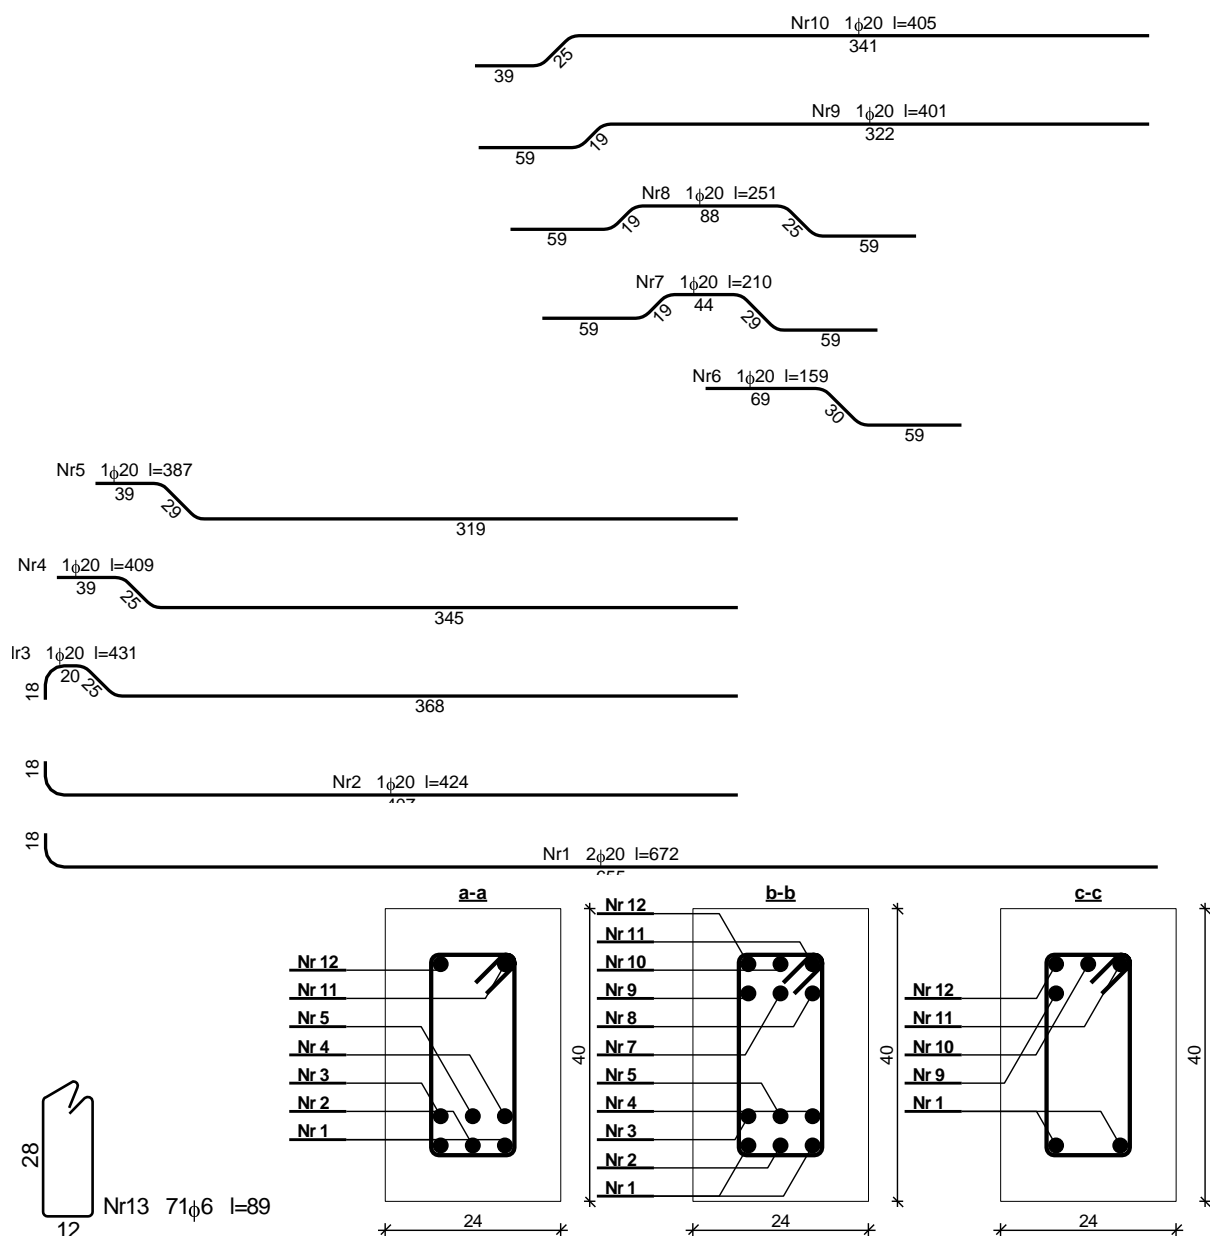 Nr10 1ϕ20 l=405
341
25
39
Nr9 1ϕ20 l=401
322
19
59
Nr8 1ϕ20 l=251
88
19
25
59
59
Nr7 1ϕ20 l=210
44
19
29
59
59
Nr6 1ϕ20 l=159
69
30
59
Nr5 1ϕ20 l=387
39
29
319
Nr4 1ϕ20 l=409
39
25
345
lr3 1ϕ20 l=431
20
25
18
368
18
Nr2 1ϕ20 l=424
18
Nr1 2ϕ20 l=672
a-a
Nr 12
Nr 11
Nr 5
Nr 4
Nr 3
Nr 2
Nr 1
40
24
b-b
Nr 12
Nr 11
Nr 10
Nr 9
Nr 8
Nr 7
Nr 5
Nr 4
Nr 3
Nr 2
Nr 1
40
24
c-c
Nr 12
Nr 11
Nr 10
Nr 9
Nr 1
40
24
28
Nr13 71ϕ6 l=89
12